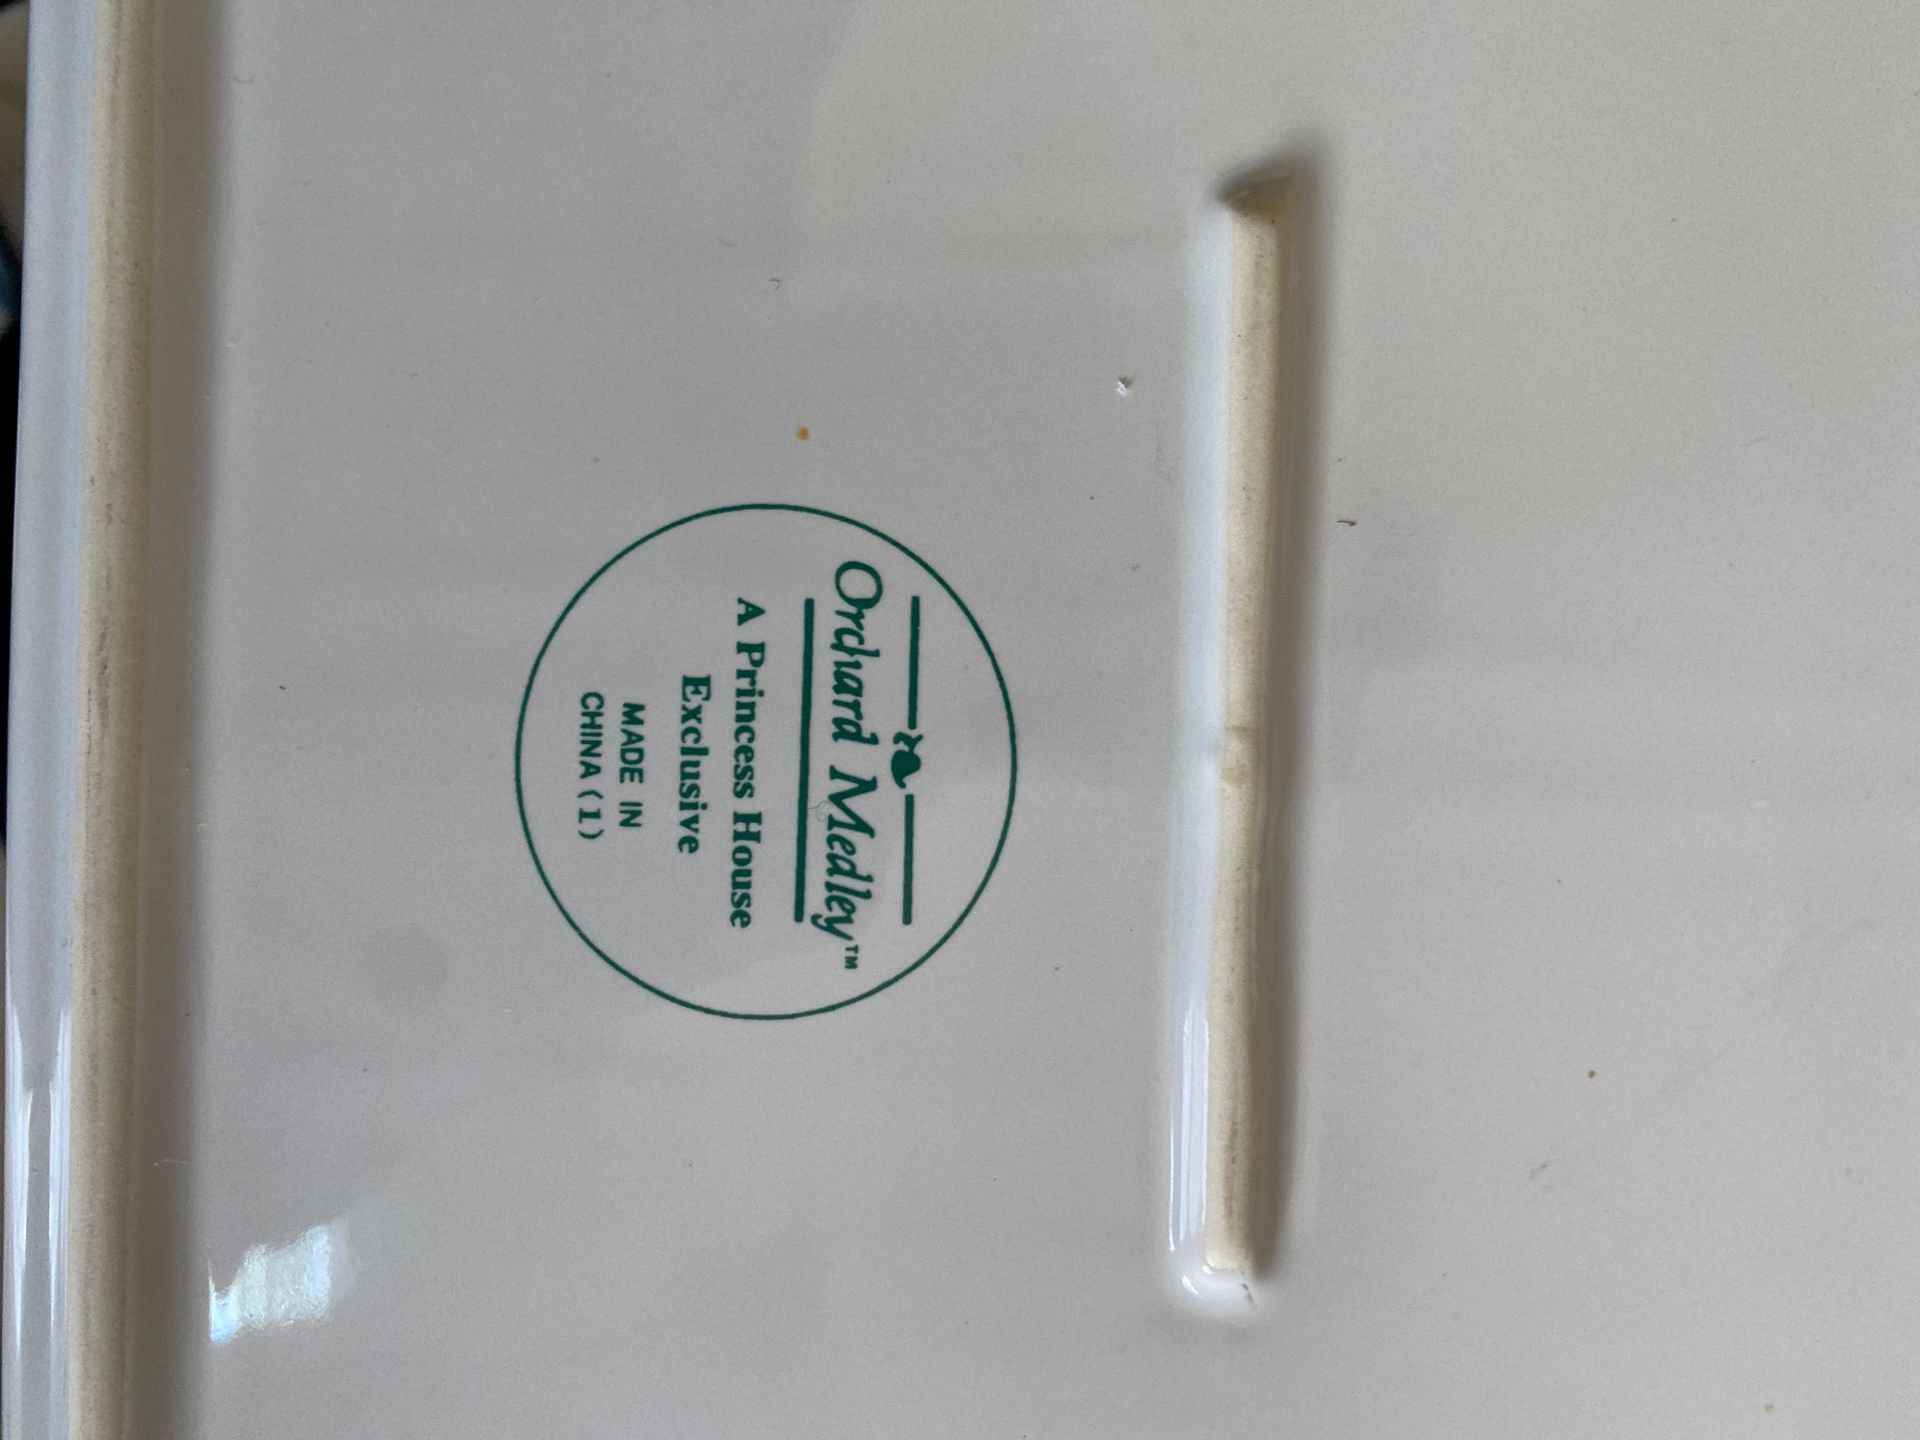 Orchard Medley™
A Princess House
Exclusive
MADE IN
CHINA (1)